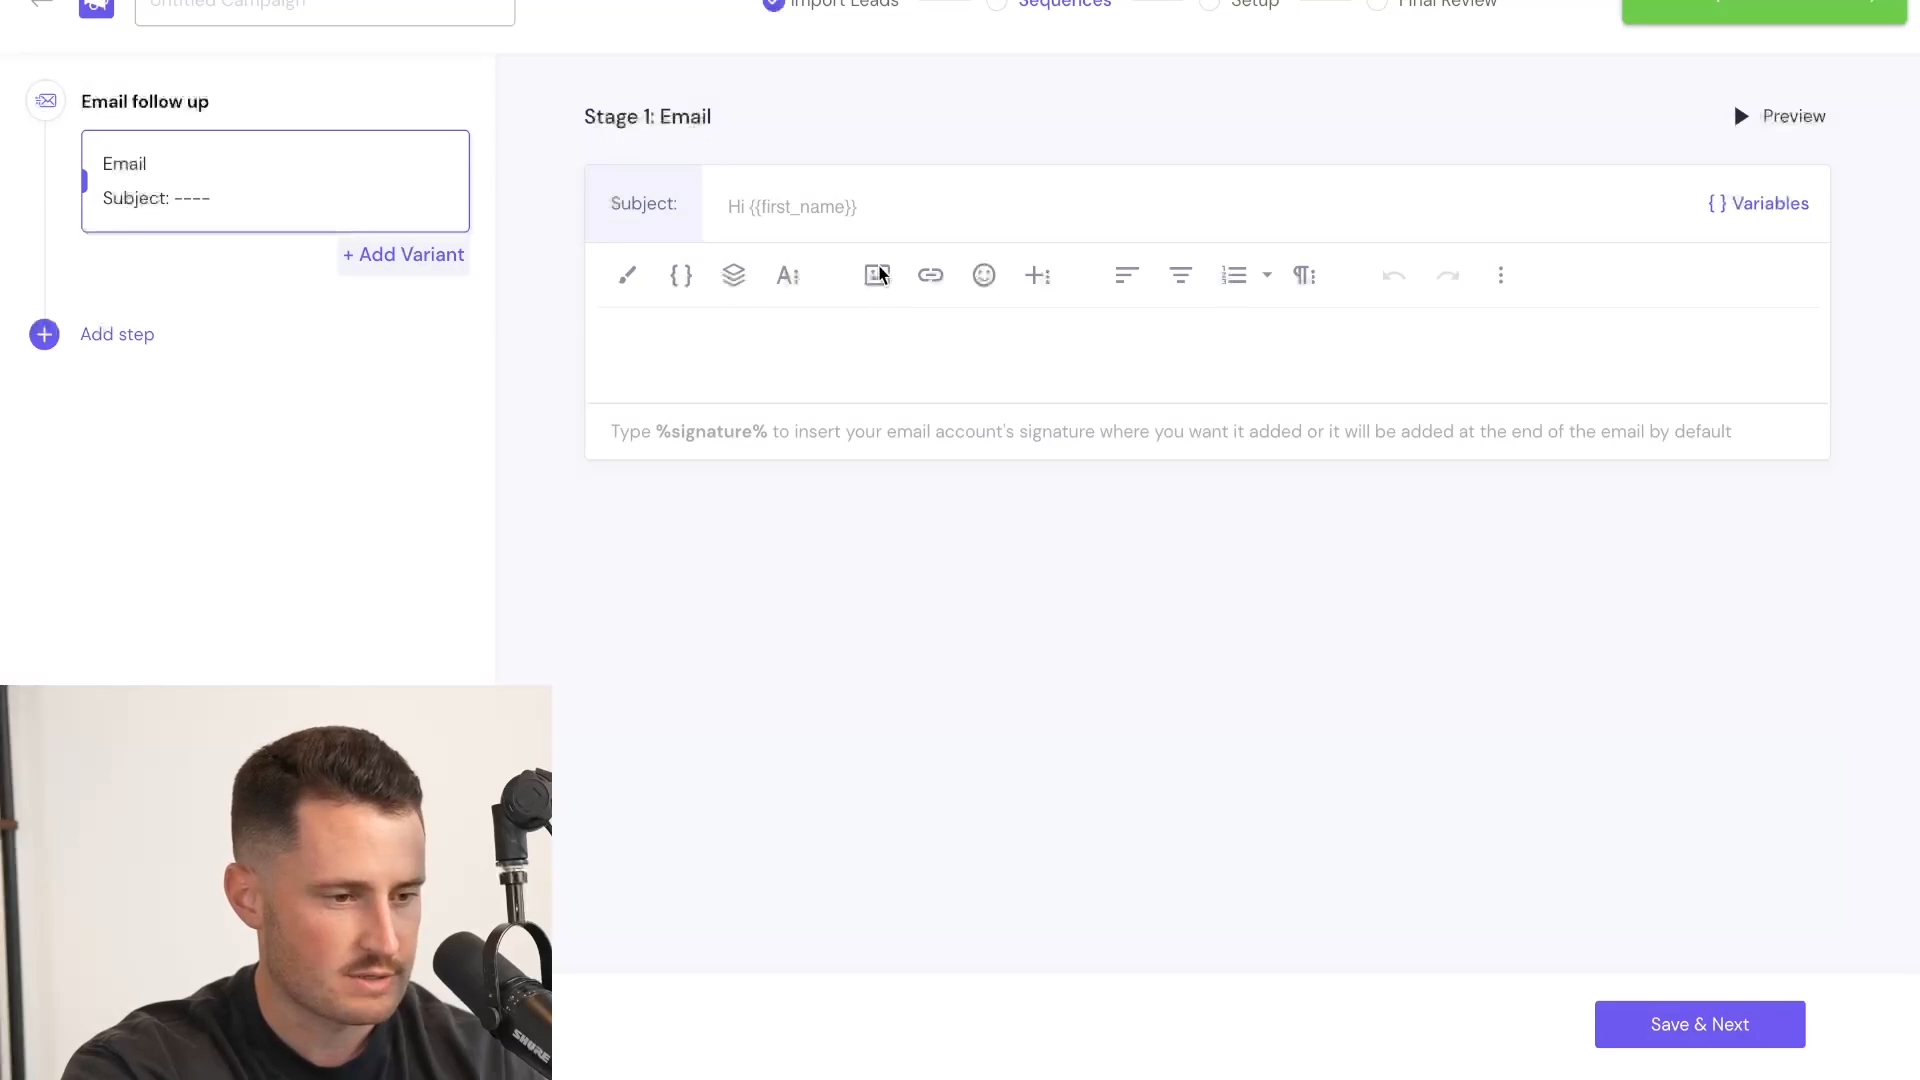 Untitled Campaign
Import Leads
Sequences
Setup
Final Review
Email follow up
Email
Subject: ----
+ Add Variant
Add step
Stage 1: Email
Preview
Subject:
Hi {{first_name}}
{ } Variables
Type %signature% to insert your email account's signature where you want it added or it will be added at the end of the email by default
Save & Next
SHURE